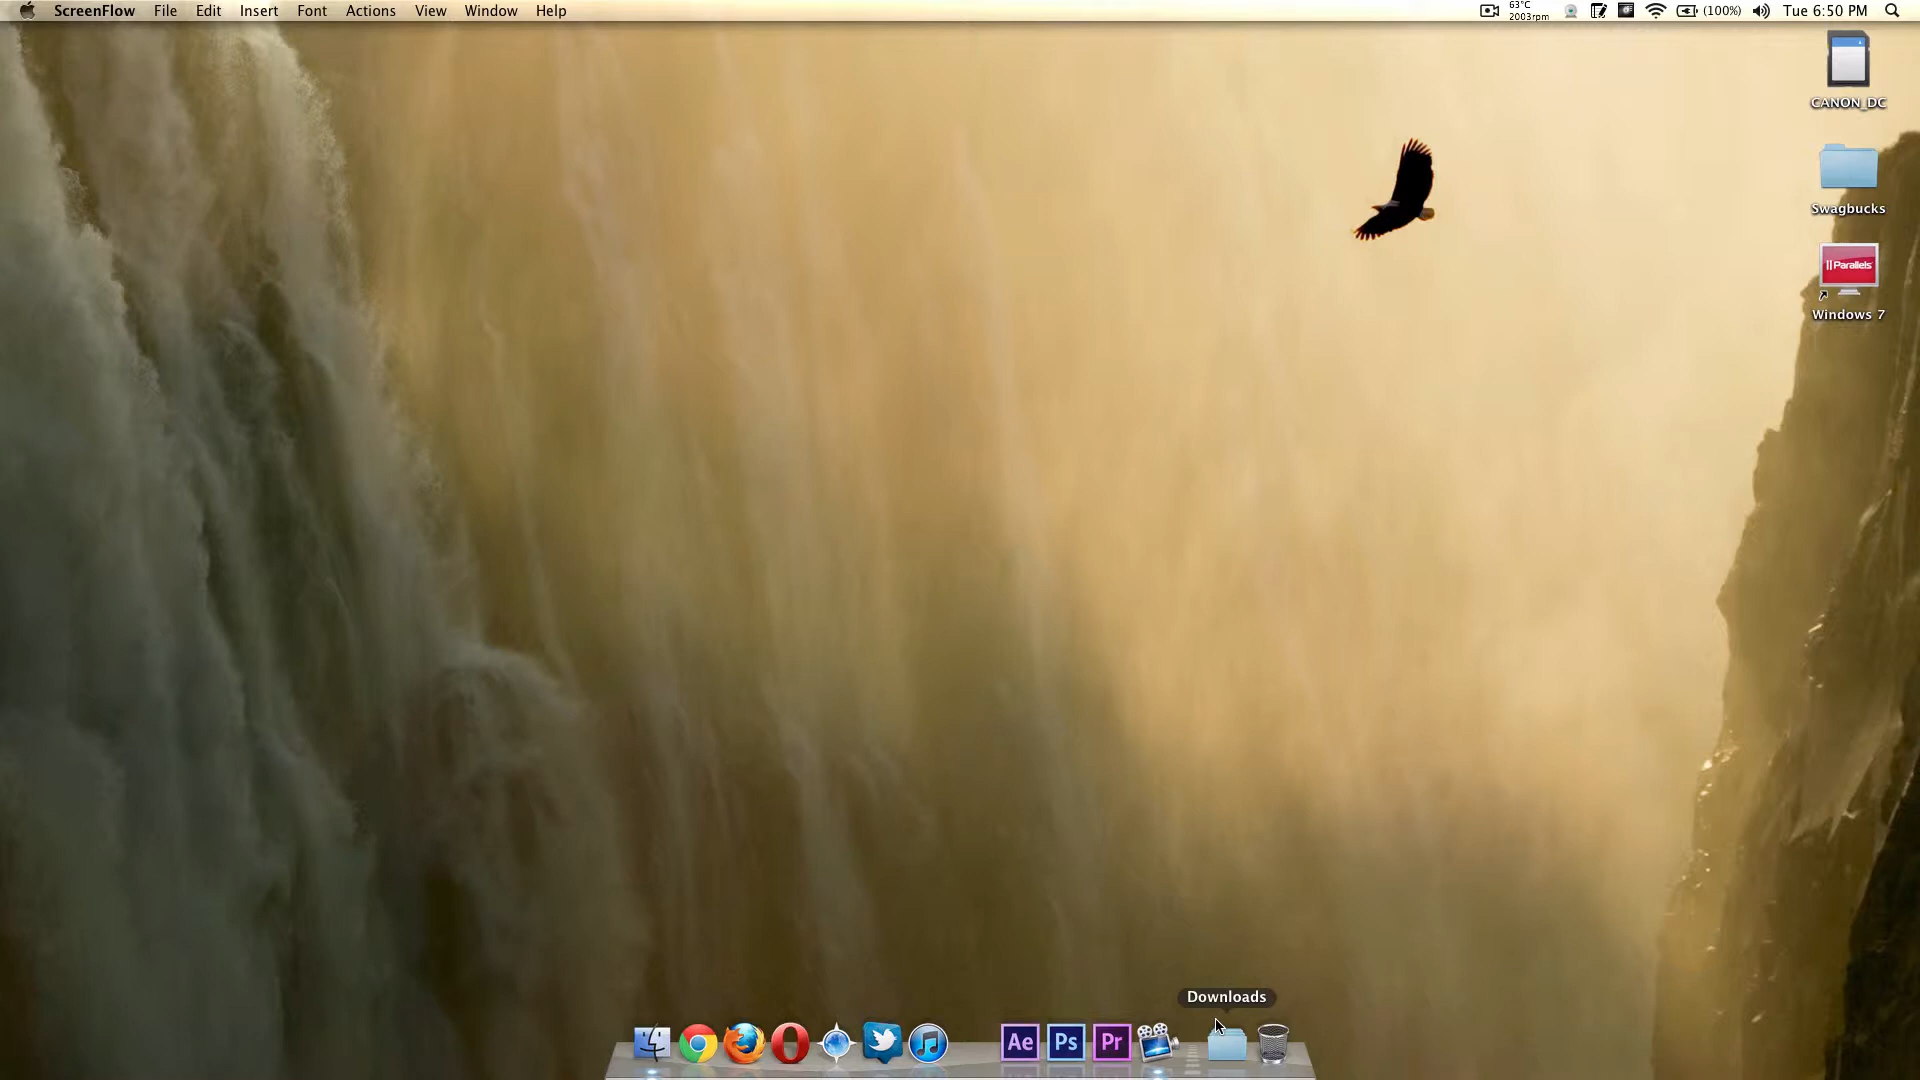 ScreenFlow File Edit Insert Font Actions View Window Help
63°C
2003rpm
(100%) Tue 6:50 PM
CANON_DC
Swagbucks
Parallels
Windows 7
Downloads
Ae Ps Pr